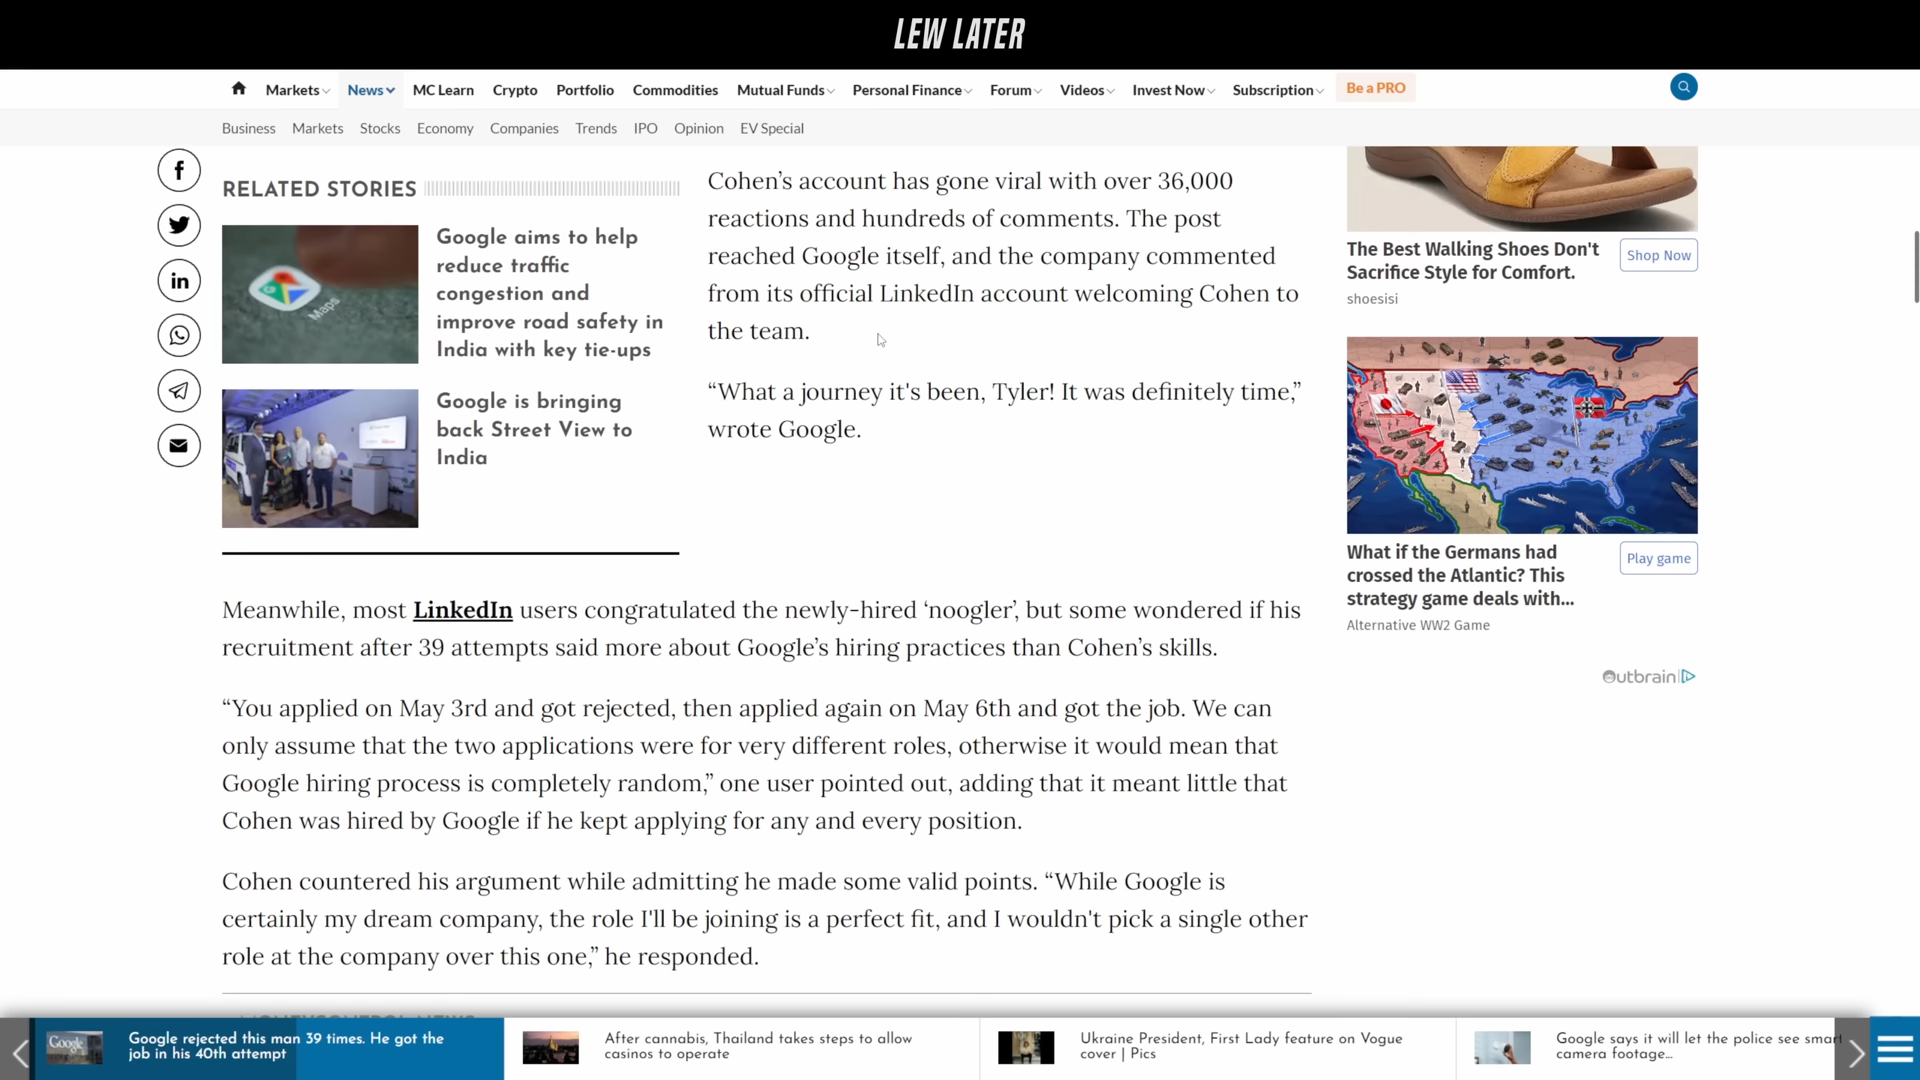 LEW LATER
Markets News MC Learn Crypto Portfolio Commodities Mutual Funds Personal Finance Forum Videos Invest Now Subscription Be a PRO
Business Markets Stocks Economy Companies Trends IPO Opinion EV Special
RELATED STORIES
Google aims to help
reduce traffic
congestion and
improve road safety in
India with key tie-ups
Maps
Google is bringing
back Street View to
India
Cohen’s account has gone viral with over 36,000
reactions and hundreds of comments. The post
reached Google itself, and the company commented
from its official LinkedIn account welcoming Cohen to
the team.
“What a journey it's been, Tyler! It was definitely time,”
wrote Google.
Meanwhile, most LinkedIn users congratulated the newly-hired ‘noogler’, but some wondered if his
recruitment after 39 attempts said more about Google’s hiring practices than Cohen’s skills.
“You applied on May 3rd and got rejected, then applied again on May 6th and got the job. We can
only assume that the two applications were for very different roles, otherwise it would mean that
Google hiring process is completely random,” one user pointed out, adding that it meant little that
Cohen was hired by Google if he kept applying for any and every position.
Cohen countered his argument while admitting he made some valid points. “While Google is
certainly my dream company, the role I'll be joining is a perfect fit, and I wouldn't pick a single other
role at the company over this one,” he responded.
The Best Walking Shoes Don't
Sacrifice Style for Comfort.
Shop Now
shoesisi
What if the Germans had
crossed the Atlantic? This
strategy game deals with...
Play game
Alternative WW2 Game
Outbrain
Google
Google rejected this man 39 times. He got the
job in his 40th attempt
After cannabis, Thailand takes steps to allow
casinos to operate
Ukraine President, First Lady feature on Vogue
cover | Pics
Google says it will let the police see smart
camera footage...